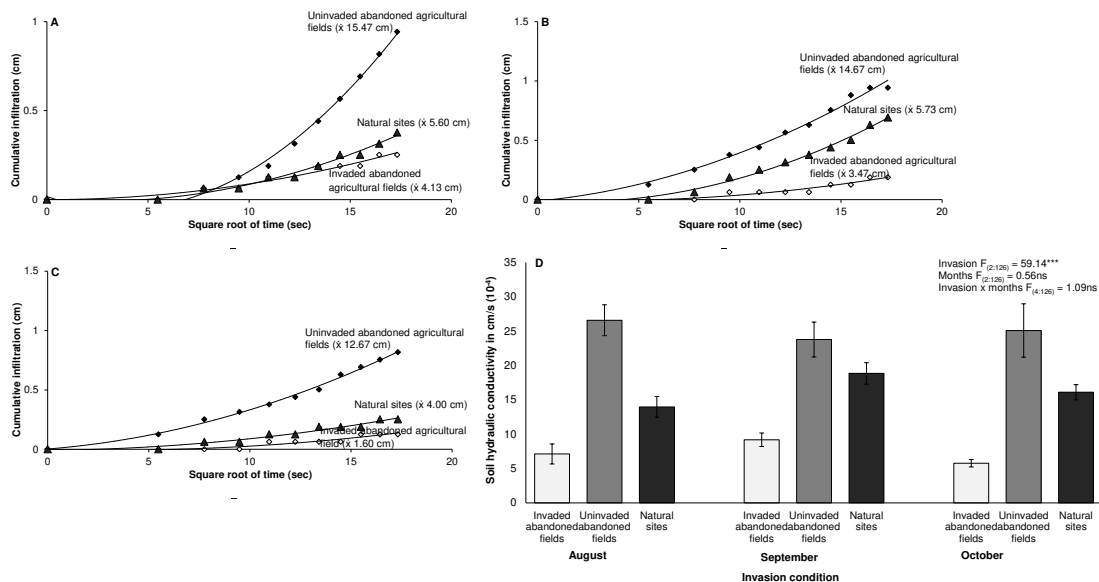 A
Uninvaded abandoned agricultural
fields (ẋ 15.47 cm)
Natural sites (ẋ 5.60 cm)
Invaded abandoned
agricultural fields (ẋ 4.13 cm)
Cumulative infiltration (cm)
1
0.5
0
0 5 10 15 20
Square root of time (sec)
B
Uninvaded abandoned agricultural
fields (ẋ 14.67 cm)
Natural sites (ẋ 5.73 cm)
Invaded abandoned agricultural
fields (ẋ 3.47 cm)
Cumulative infiltration (cm)
1.5
1
0.5
0
0 5 10 15 20
Square root of time (sec)
C
Uninvaded abandoned agricultural
fields (ẋ 12.67 cm)
Natural sites (ẋ 4.00 cm)
Invaded abandoned agricultural
field (ẋ 1.60 cm)
Cumulative infiltration (cm)
1.5
1
0.5
0
0 5 10 15 20
Square root of time (sec)
D
Invasion F(2:126) = 59.14***
Months F(2:126) = 0.56ns
Invasion x months F(4:126) = 1.09ns
Soil hydraulic conductivity in cm/s (10⁻⁴)
35
30
25
20
15
10
5
0
Invaded abandoned fields
Uninvaded abandoned fields
Natural sites
Invaded abandoned fields
Uninvaded abandoned fields
Natural sites
Invaded abandoned fields
Uninvaded abandoned fields
Natural sites
August September October
Invasion condition